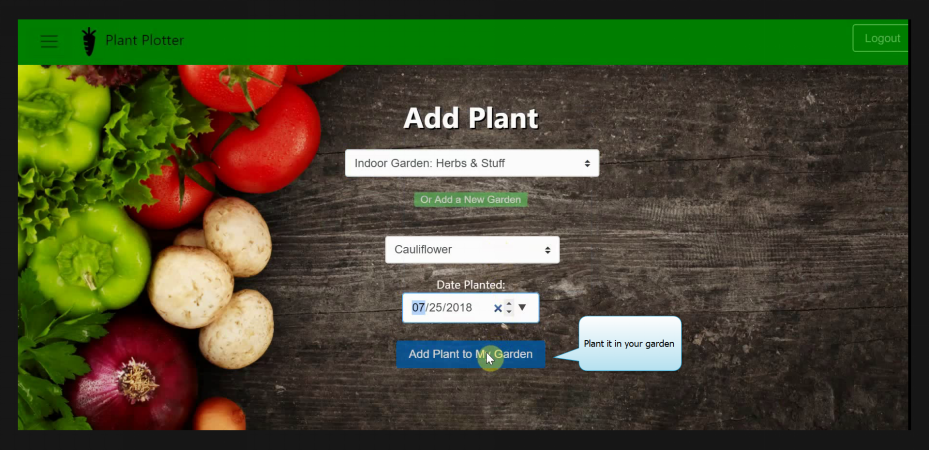 Plant Plotter
Logout
Add Plant
Indoor Garden: Herbs & Stuff
Or Add a New Garden
Cauliflower
Date Planted:
07/25/2018
Add Plant to My Garden
Plant it in your garden